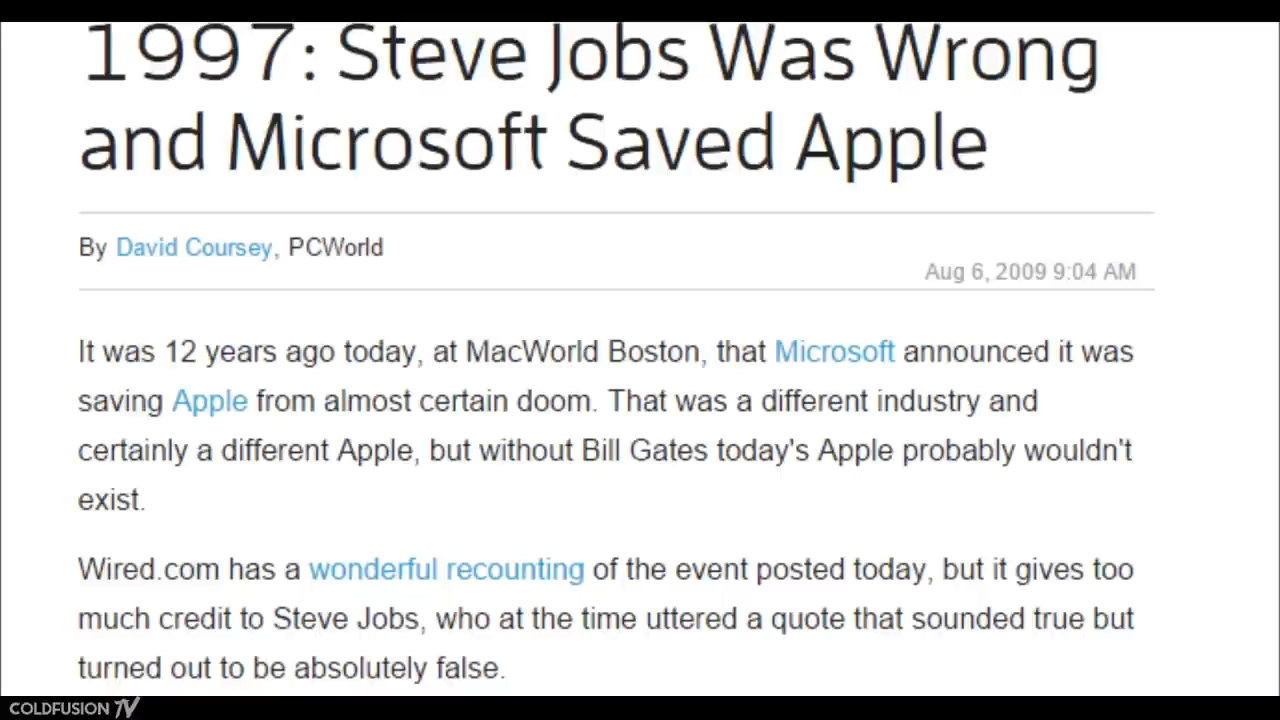 1997: Steve Jobs Was Wrong
and Microsoft Saved Apple
By David Coursey, PCWorld
Aug 6, 2009 9:04 AM
It was 12 years ago today, at MacWorld Boston, that Microsoft announced it was
saving Apple from almost certain doom. That was a different industry and
certainly a different Apple, but without Bill Gates today's Apple probably wouldn't
exist.
Wired.com has a wonderful recounting of the event posted today, but it gives too
much credit to Steve Jobs, who at the time uttered a quote that sounded true but
turned out to be absolutely false.
COLDFUSION TV